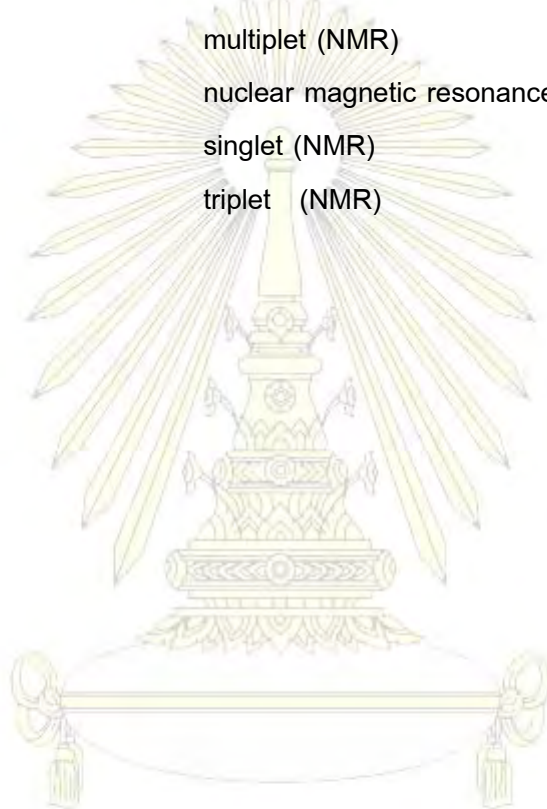 multiplet (NMR)
nuclear magnetic resonance
singlet (NMR)
triplet (NMR)